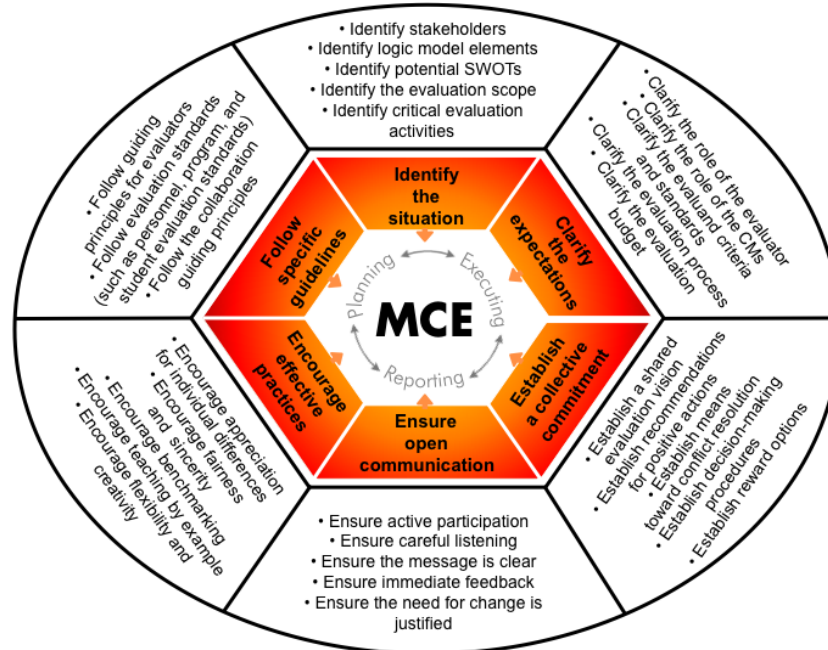 • Identify stakeholders
• Identify logic model elements
• Identify potential SWOTs
• Identify the evaluation scope
• Identify critical evaluation
activities
• Clarify the role of the evaluator
• Clarify the role of the CMs
• Clarify the evaluand criteria
and standards
• Clarify the evaluation process
• Clarify the evaluation
budget
• Establish a shared
evaluation vision
• Establish recommendations
for positive actions
• Establish means
toward conflict resolution
• Establish decision-making
procedures
• Establish reward options
• Ensure active participation
• Ensure careful listening
• Ensure the message is clear
• Ensure immediate feedback
• Ensure the need for change is
justified
• Encourage appreciation
for individual differences
• Encourage fairness
and sincerity
• Encourage benchmarking
• Encourage teaching by example
• Encourage flexibility and
creativity
• Follow guiding
principles for evaluators
• Follow evaluation standards
(such as personnel, program, and
student evaluation standards)
• Follow the collaboration
guiding principles
Identify
the
situation
Clarify
the
expectations
Establish
a collective
commitment
Ensure
open
communication
Encourage
effective
practices
Follow
specific
guidelines
Planning
Executing
Reporting
MCE